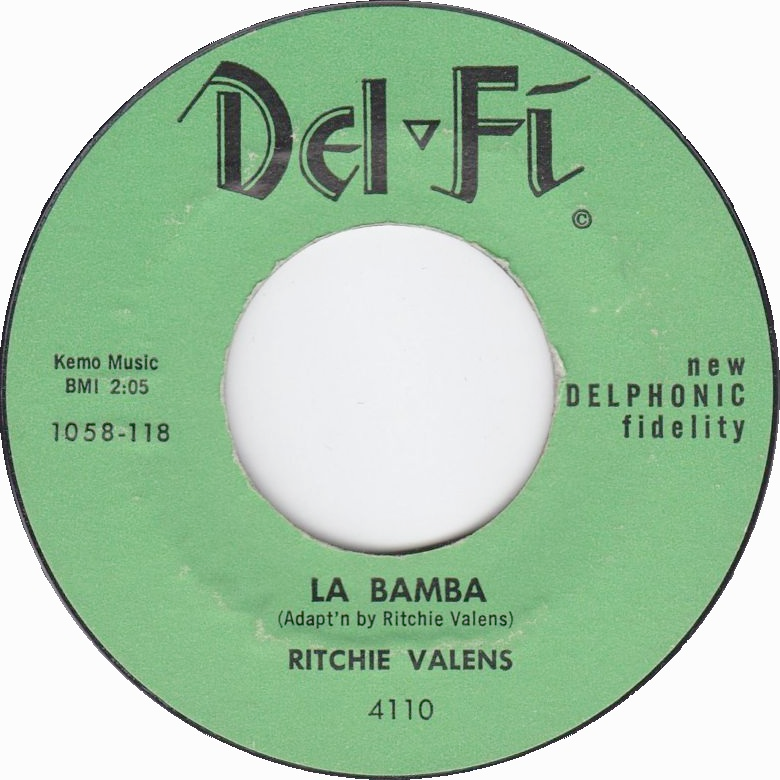 Del-Fi
©
Kemo Music
BMI 2:05
1058-118
new
DELPHONIC
fidelity
LA BAMBA
(Adapt'n by Ritchie Valens)
RITCHIE VALENS
4110